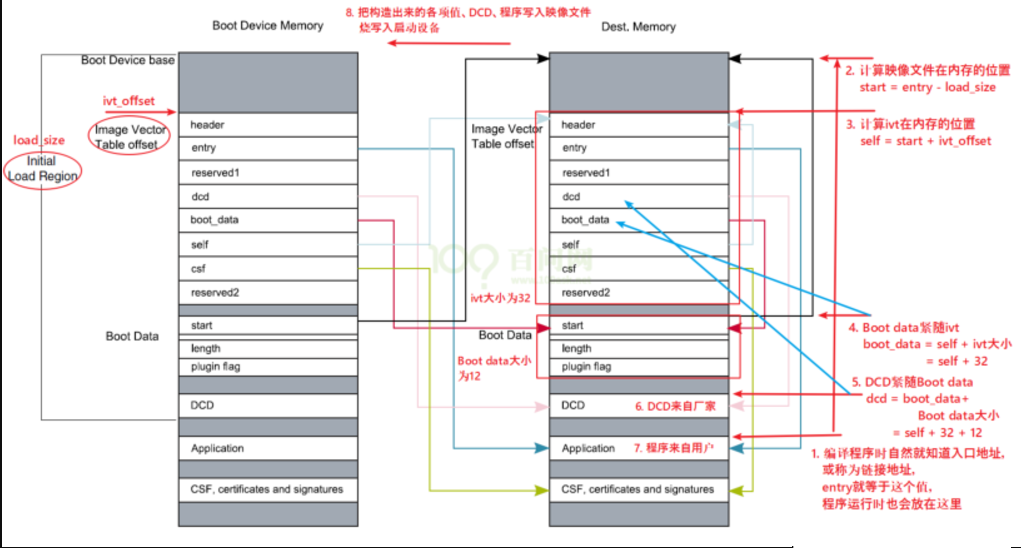 8. 把构造出来的各项值、DCD、程序写入映像文件
烧写入启动设备
Boot Device Memory
Dest. Memory
Boot Device base
ivt_offset
Image Vector
Table offset
load_size
Initial
Load Region
header
entry
reserved1
dcd
boot_data
self
csf
reserved2
Boot Data
start
length
plugin flag
DCD
Application
CSF, certificates and signatures
Image Vector
Table offset
header
entry
reserved1
dcd
boot_data
self
csf
reserved2
百问网
ivt大小为32
Boot Data
start
length
plugin flag
Boot data大小
为12
DCD
6. DCD来自厂家
Application
7. 程序来自用户
CSF, certificates and signatures
2. 计算映像文件在内存的位置
start = entry - load_size
3. 计算ivt在内存的位置
self = start + ivt_offset
4. Boot data紧随ivt
boot_data = self + ivt大小
= self + 32
5. DCD紧随Boot data
dcd = boot_data+
Boot data大小
= self + 32 + 12
1. 编译程序时自然就知道入口地址,
或称为链接地址,
entry就等于这个值,
程序运行时也会放在这里